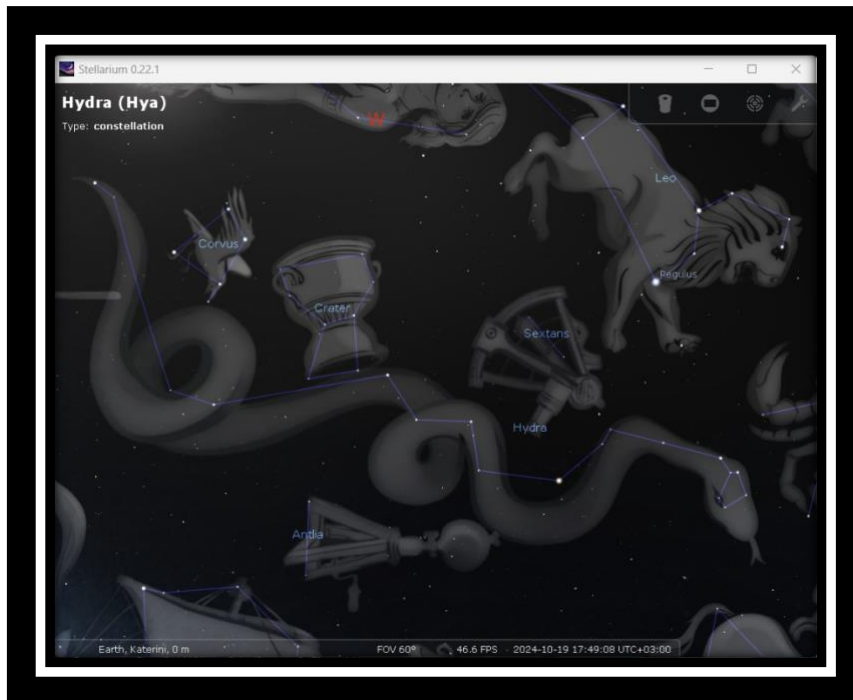 Stellarium 0.22.1
Hydra (Hya)
Type: constellation
W
Leo
Corvus
Regulus
Crater
Sextans
Hydra
Antlia
Earth, Katerini, 0 m FOV 60° 46.6 FPS 2024-10-19 17:49:08 UTC+03:00